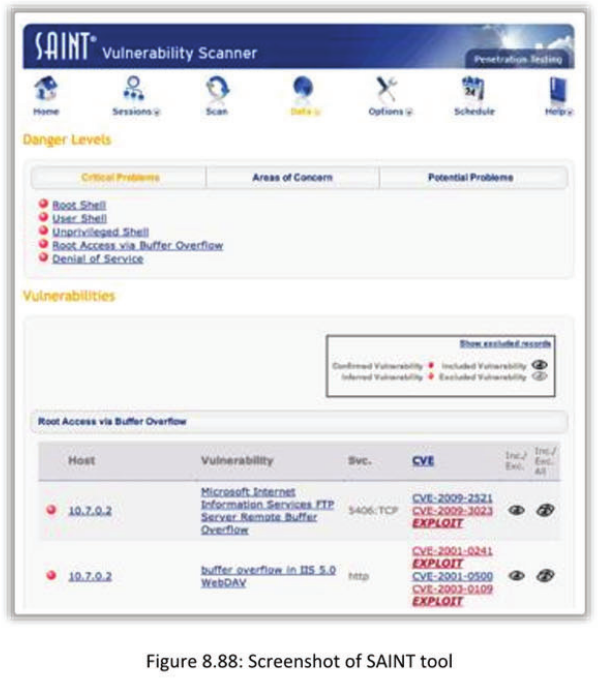 SAINT® Vulnerability Scanner
Penetration Testing
Home Sessions Scan Data Options Schedule Help
Danger Levels
Critical Problems Areas of Concern Potential Problems
Root Shell
User Shell
Unprivileged Shell
Root Access via Buffer Overflow
Denial of Service
Vulnerabilities
Show excluded records
Confirmed Vulnerability Included Vulnerability
Inferred Vulnerability Excluded Vulnerability
Root Access via Buffer Overflow
Host Vulnerability Svc. CVE Inc./ Exc. Inc./ Exc. All
10.7.0.2 Microsoft Internet Information Services FTP Server Remote Buffer Overflow 5406:TCP CVE-2009-2521 CVE-2009-3023 EXPLOIT
10.7.0.2 buffer overflow in IIS 5.0 WebDAV http CVE-2001-0241 EXPLOIT CVE-2001-0500 CVE-2003-0109 EXPLOIT
Figure 8.88: Screenshot of SAINT tool